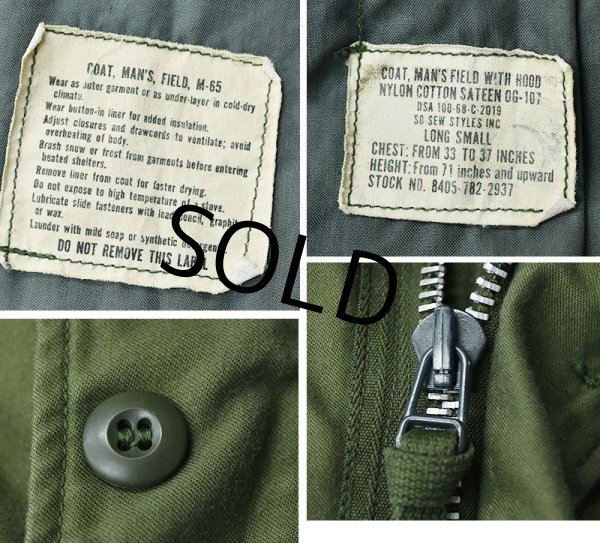 COAT, MAN'S, FIELD, M-65
Wear as outer garment or as under-layer in cold-dry
climate.
Wear button-in liner for added insulation.
Adjust closures and drawcords to ventilate; avoid
overheating of body.
Brush snow or frost from garments before entering
heated shelters.
Remove liner from coat for faster drying.
Do not expose to high temperature of a stove.
Lubricate slide fasteners with lead pencil, graphite
or wax.
Launder with mild soap or synthetic detergent.
DO NOT REMOVE THIS LABEL
COAT, MAN'S FIELD WITH HOOD
NYLON COTTON SATEEN OG-107
DSA 100-68-C-2019
SO-SEW STYLES INC
LONG SMALL
CHEST: FROM 33 TO 37 INCHES
HEIGHT: From 71 inches and upward
STOCK NO. 8405-782-2937
SOLD